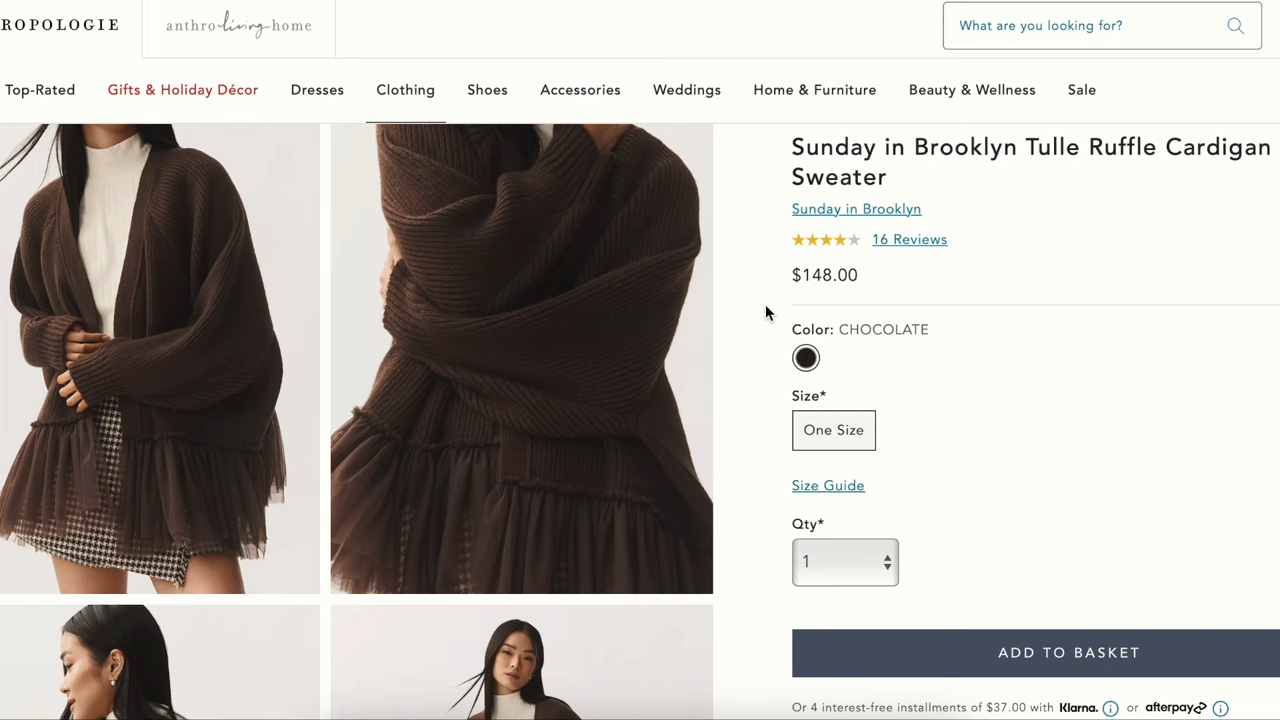 ROPOLOGIE
anthro living home
What are you looking for?
Top-Rated Gifts & Holiday Décor Dresses Clothing Shoes Accessories Weddings Home & Furniture Beauty & Wellness Sale
Sunday in Brooklyn Tulle Ruffle Cardigan
Sweater
Sunday in Brooklyn
16 Reviews
$148.00
Color: CHOCOLATE
Size*
One Size
Size Guide
Qty*
1
ADD TO BASKET
Or 4 interest-free installments of $37.00 with Klarna. or afterpay